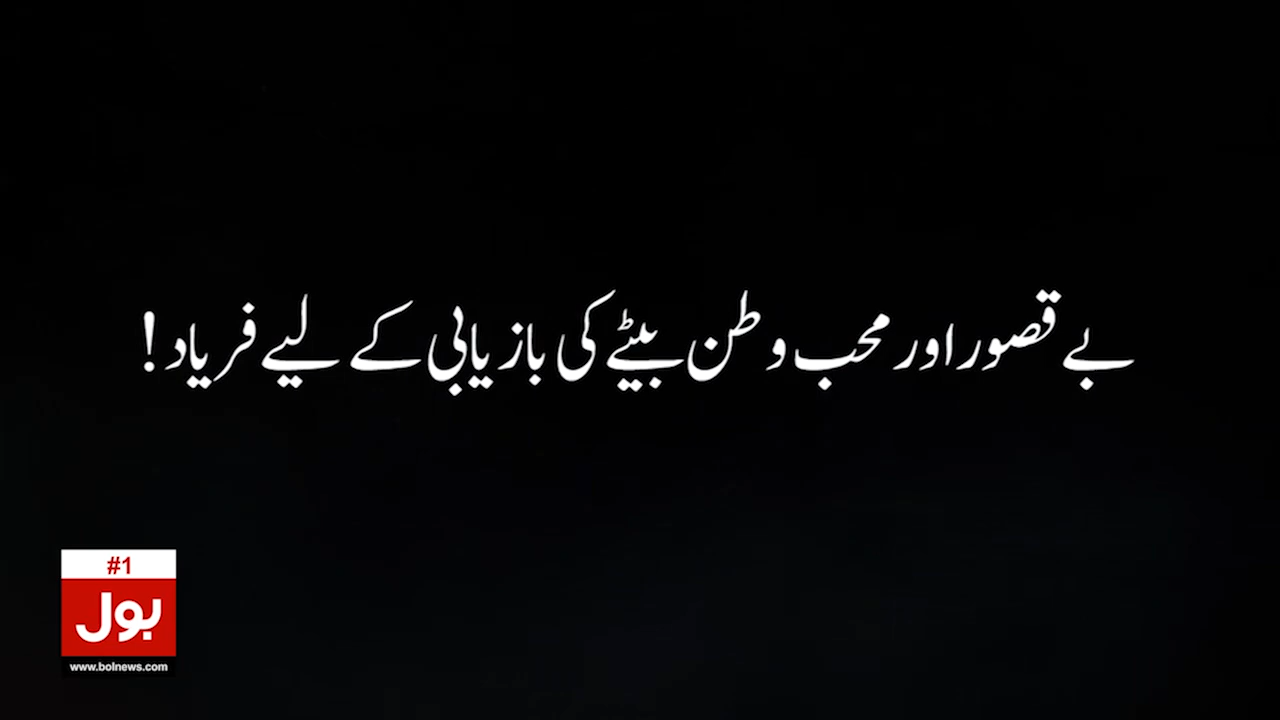 بے قصور اور محب وطن بیٹے کی بازیابی کے لیے فریاد!
#1
بول
www.bolnews.com